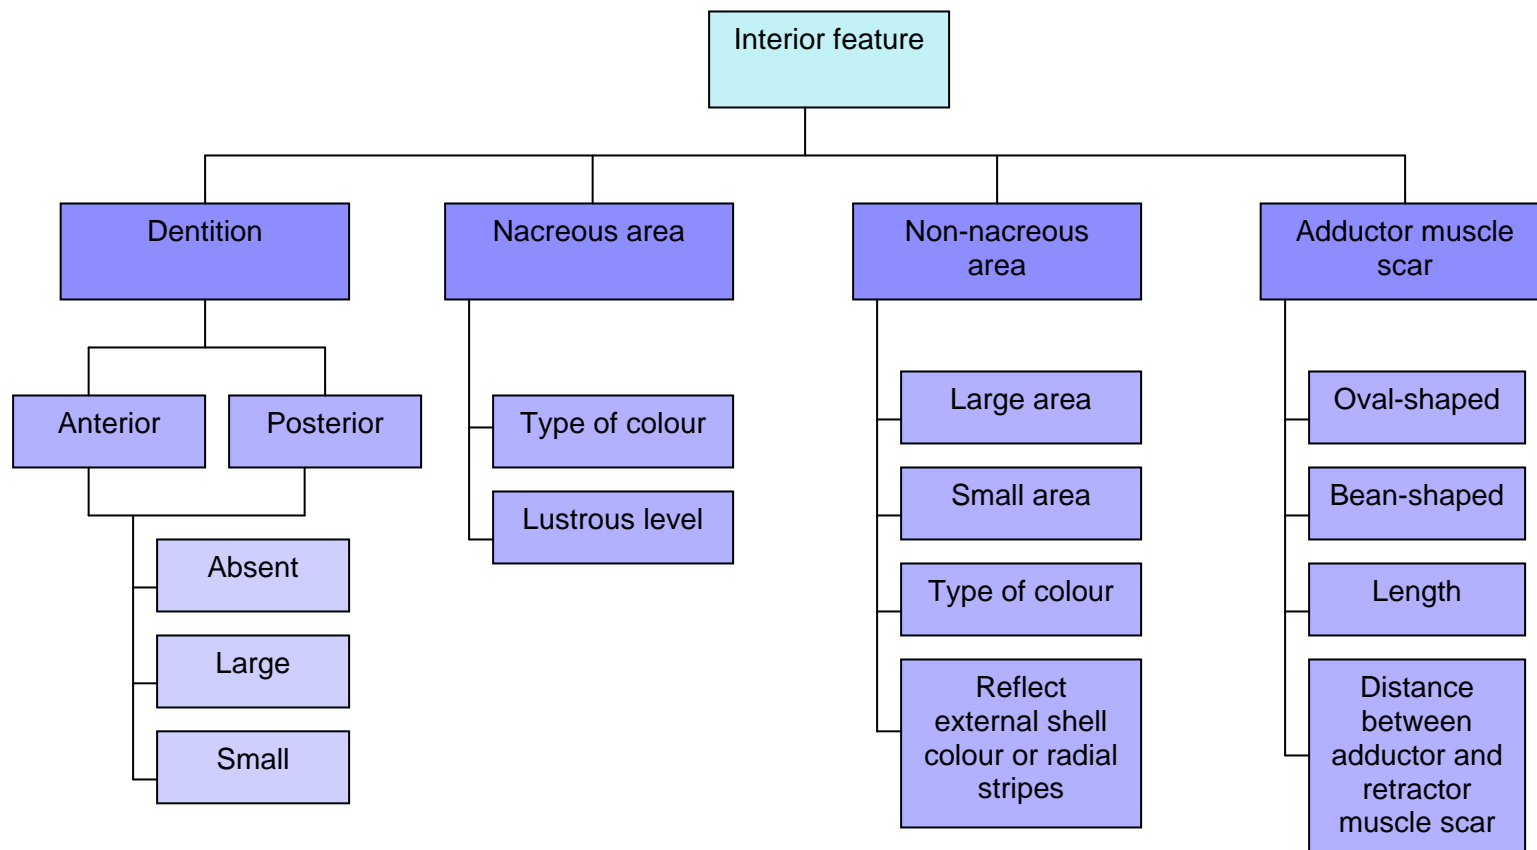 Interior feature
Dentition
Nacreous area
Non-nacreous
area
Adductor muscle
scar
Anterior
Posterior
Absent
Large
Small
Type of colour
Lustrous level
Large area
Small area
Type of colour
Reflect
external shell
colour or radial
stripes
Oval-shaped
Bean-shaped
Length
Distance
between
adductor and
retractor
muscle scar